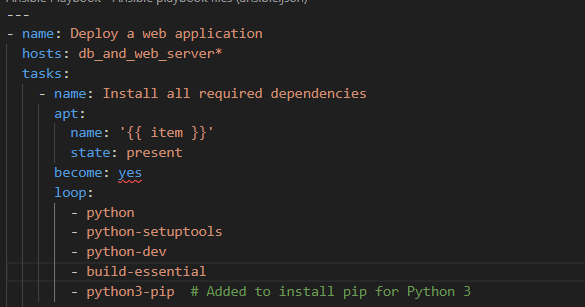 Ansible Playbook - Ansible playbook files (ansible.json)
---
- name: Deploy a web application
  hosts: db_and_web_server*
  tasks:
    - name: Install all required dependencies
      apt:
        name: '{{ item }}'
        state: present
      become: yes
      loop:
        - python
        - python-setuptools
        - python-dev
        - build-essential
        - python3-pip  # Added to install pip for Python 3